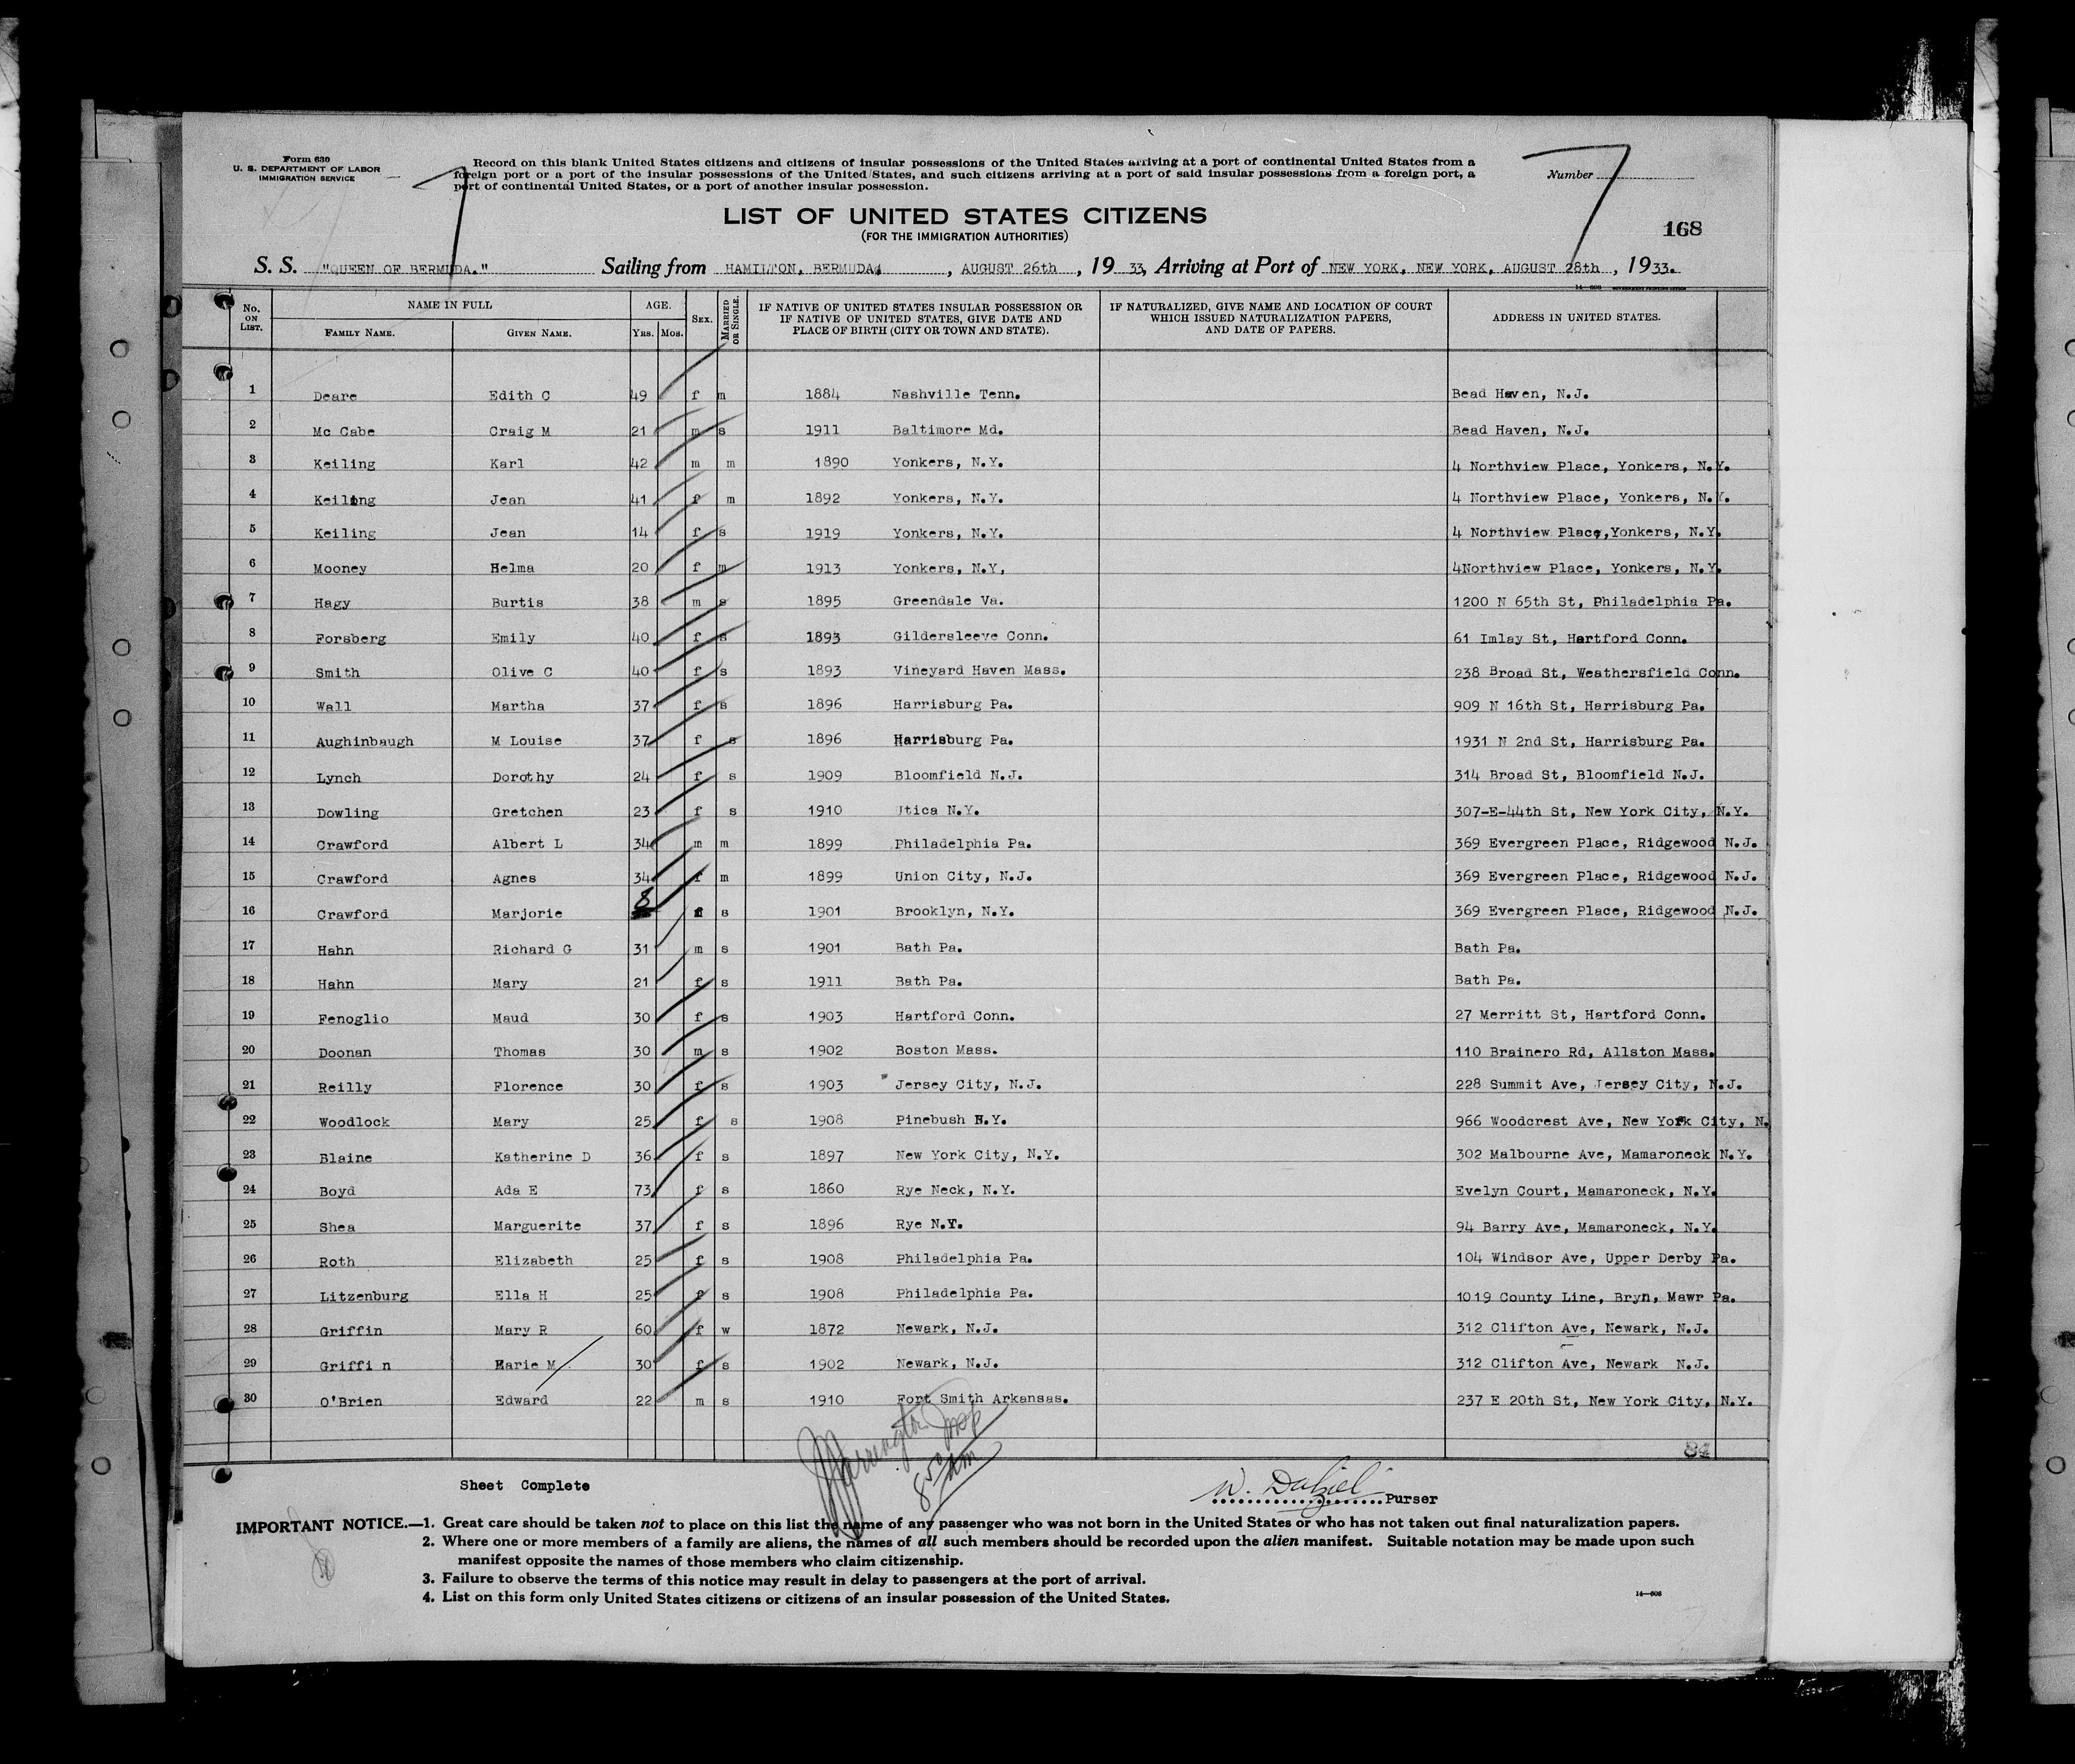 Form 630
U. S. DEPARTMENT OF LABOR
IMMIGRATION SERVICE
7
Record on this blank United States citizens and citizens of insular possessions of the United States arriving at a port of continental United States from a
foreign port or a port of the insular possessions of the United States, and such citizens arriving at a port of said insular possessions from a foreign port, a
port of continental United States, or a port of another insular possession.
Number
7
LIST OF UNITED STATES CITIZENS
(FOR THE IMMIGRATION AUTHORITIES)
168
S. S. "QUEEN OF BERMUDA." Sailing from HAMILTON, BERMUDA, AUGUST 26th, 1933, Arriving at Port of NEW YORK, NEW YORK, AUGUST 28th, 1933.
No. ON LIST. NAME IN FULL FAMILY NAME. GIVEN NAME. AGE. YRS. MOS. SEX. MARRIED OR SINGLE. IF NATIVE OF UNITED STATES INSULAR POSSESSION OR IF NATIVE OF UNITED STATES, GIVE DATE AND PLACE OF BIRTH (CITY OR TOWN AND STATE). IF NATURALIZED, GIVE NAME AND LOCATION OF COURT WHICH ISSUED NATURALIZATION PAPERS, AND DATE OF PAPERS. ADDRESS IN UNITED STATES.
1 Deare Edith C 49 f m 1884 Nashville Tenn. Bead Haven, N.J.
2 Mc Cabe Craig M 21 m s 1911 Baltimore Md. Bead Haven, N.J.
3 Keiling Karl 42 m m 1890 Yonkers, N.Y. 4 Northview Place, Yonkers, N.Y.
4 Keiling Jean 41 f m 1892 Yonkers, N.Y. 4 Northview Place, Yonkers, N.Y.
5 Keiling Jean 14 f s 1919 Yonkers, N.Y. 4 Northview Place, Yonkers, N.Y.
6 Mooney Helma 20 f m 1913 Yonkers, N.Y, 4Northview Place, Yonkers, N.Y.
7 Hagy Burtis 38 m s 1895 Greendale Va. 1200 N 65th St, Philadelphia Pa.
8 Forsberg Emily 40 f s 1893 Gildersleeve Conn. 61 Imlay St, Hartford Conn.
9 Smith Olive C 40 f s 1893 Vineyard Haven Mass. 238 Broad St, Weathersfield Conn.
10 Wall Martha 37 f s 1896 Harrisburg Pa. 909 N 16th St, Harrisburg Pa.
11 Aughinbaugh M Louise 37 f s 1896 Harrisburg Pa. 1931 N 2nd St, Harrisburg Pa.
12 Lynch Dorothy 24 f s 1909 Bloomfield N.J. 314 Broad St, Bloomfield N.J.
13 Dowling Gretchen 23 f s 1910 Utica N.Y. 307-E-44th St, New York City, N.Y.
14 Crawford Albert L 34 m m 1899 Philadelphia Pa. 369 Evergreen Place, Ridgewood N.J.
15 Crawford Agnes 34 f m 1899 Union City, N.J. 369 Evergreen Place, Ridgewood N.J.
16 Crawford Marjorie 8 f s 1901 Brooklyn, N.Y. 369 Evergreen Place, Ridgewood N.J.
17 Hahn Richard G 31 m s 1901 Bath Pa. Bath Pa.
18 Hahn Mary 21 f s 1911 Bath Pa. Bath Pa.
19 Fenoglio Maud 30 f s 1903 Hartford Conn. 27 Merritt St, Hartford Conn.
20 Doonan Thomas 30 m s 1902 Boston Mass. 110 Brainero Rd, Allston Mass.
21 Reilly Florence 30 f s 1903 Jersey City, N.J. 228 Summit Ave, Jersey City, N.J.
22 Woodlock Mary 25 f s 1908 Pinebush N.Y. 966 Woodcrest Ave, New York City, N.
23 Blaine Katherine D 36 f s 1897 New York City, N.Y. 302 Malbourne Ave, Mamaroneck N.Y.
24 Boyd Ada E 73 f s 1860 Rye Neck, N.Y. Evelyn Court, Mamaroneck, N.Y.
25 Shea Marguerite 37 f s 1896 Rye N.Y. 94 Barry Ave, Mamaroneck, N.Y.
26 Roth Elizabeth 25 f s 1908 Philadelphia Pa. 104 Windsor Ave, Upper Derby Pa.
27 Litzenburg Ella H 25 f s 1908 Philadelphia Pa. 1019 County Line, Bryn, Mawr Pa.
28 Griffin Mary R 60 f w 1872 Newark, N.J. 312 Clifton Ave, Newark, N.J.
29 Griffi n Marie M 30 f s 1902 Newark, N.J. 312 Clifton Ave, Newark N.J.
30 O'Brien Edward 22 m s 1910 Fort Smith Arkansas. 237 E 20th St, New York City, N.Y.
84
Insp
8 50 AM
Sheet Complete
W. Dalziel Purser
IMPORTANT NOTICE.—1. Great care should be taken not to place on this list the name of any passenger who was not born in the United States or who has not taken out final naturalization papers.
2. Where one or more members of a family are aliens, the names of all such members should be recorded upon the alien manifest. Suitable notation may be made upon such
manifest opposite the names of those members who claim citizenship.
3. Failure to observe the terms of this notice may result in delay to passengers at the port of arrival.
4. List on this form only United States citizens or citizens of an insular possession of the United States.
14—608